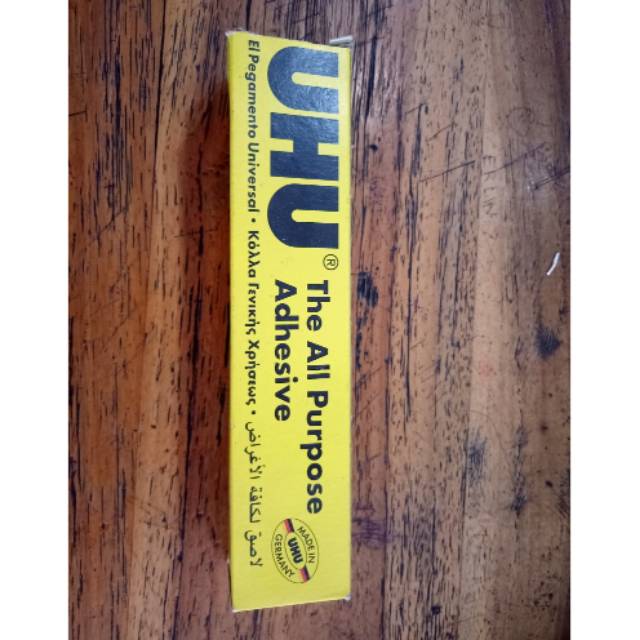 UHU®
The All Purpose
Adhesive
El Pegamento Universal • Κόλλα Γενικής Χρήσεως • لاصق لكافة الأغراض
MADE IN
UHU
GERMANY